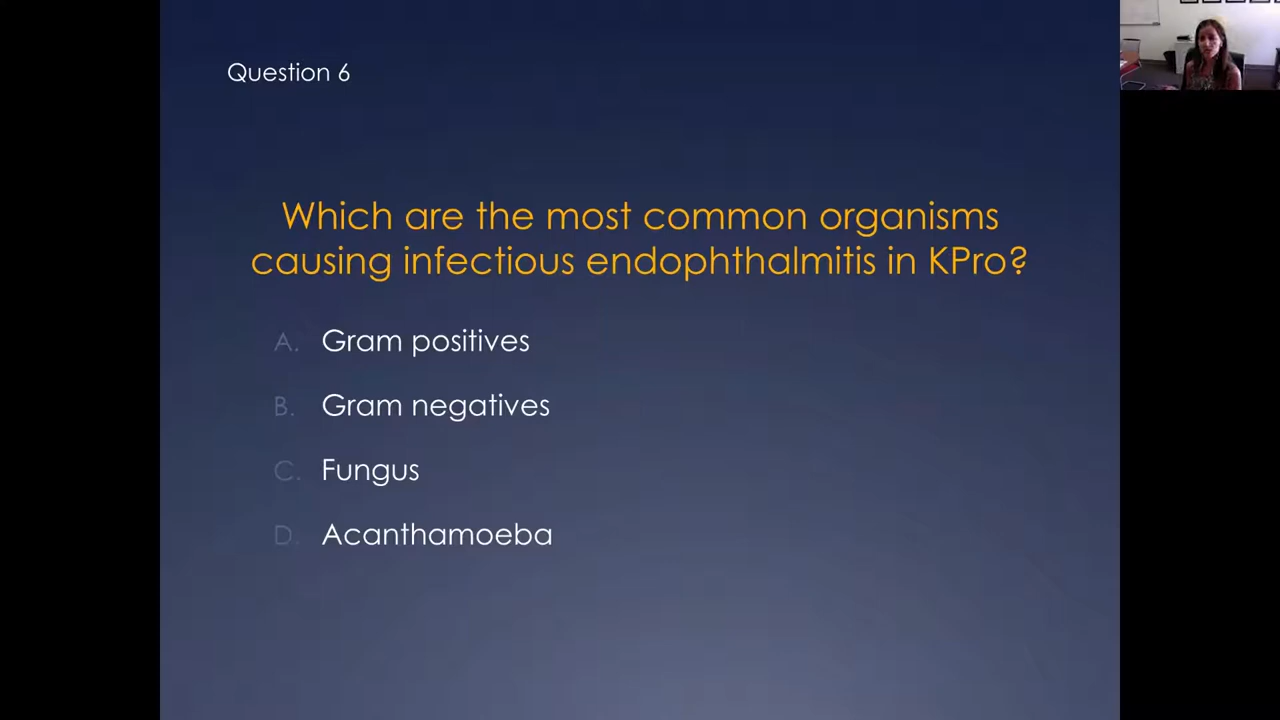 Question 6
Which are the most common organisms
causing infectious endophthalmitis in KPro?
A. Gram positives
B. Gram negatives
C. Fungus
D. Acanthamoeba